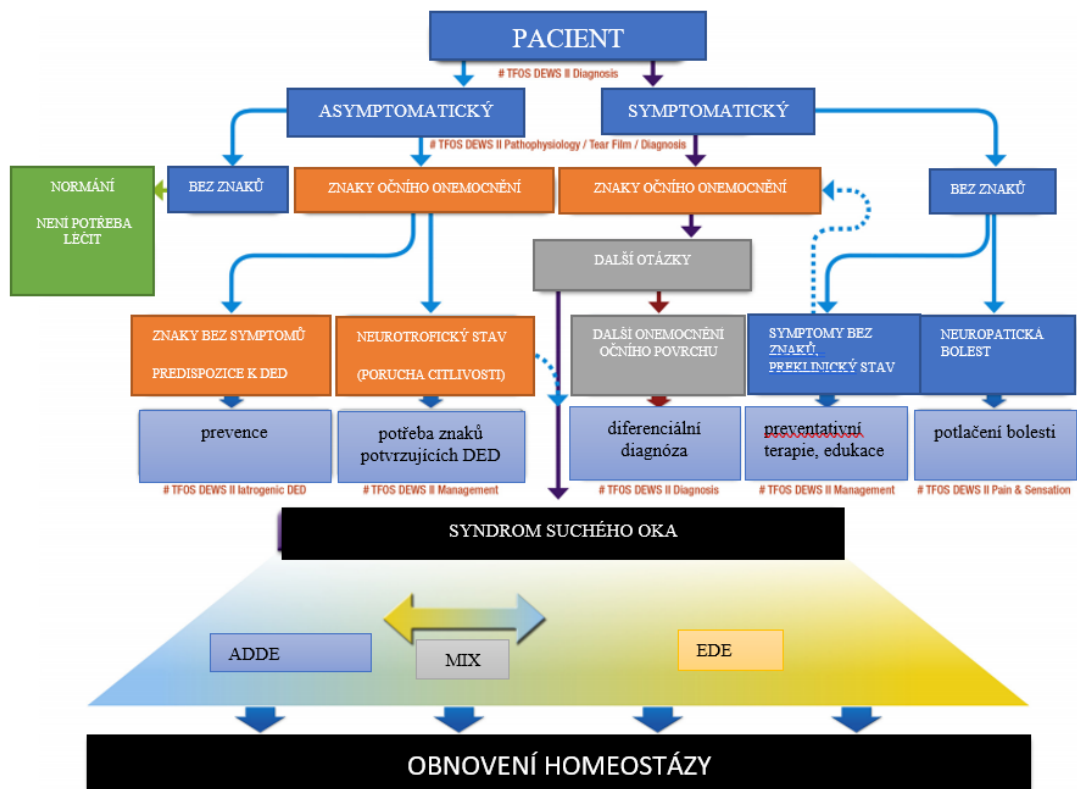 PACIENT
# TFOS DEWS II Diagnosis
ASYMPTOMATICKÝ
SYMPTOMATICKÝ
# TFOS DEWS II Pathophysiology / Tear Film / Diagnosis
NORMÁNÍ
NENÍ POTŘEBA
LÉČIT
BEZ ZNAKŮ
ZNAKY OČNÍHO ONEMOCNĚNÍ
ZNAKY OČNÍHO ONEMOCNĚNÍ
BEZ ZNAKŮ
DALŠÍ OTÁZKY
ZNAKY BEZ SYMPTOMŮ
PREDISPOZICE K DED
NEUROTROFICKÝ STAV
(PORUCHA CITLIVOSTI)
DALŠÍ ONEMOCNĚNÍ
OČNÍHO POVRCHU
SYMPTOMY BEZ
ZNAKŮ,
PREKLINICKÝ STAV
NEUROPATICKÁ
BOLEST
prevence
potřeba znaků
potvrzujících DED
diferenciální
diagnóza
preventativní
terapie, edukace
potlačení bolesti
# TFOS DEWS II Iatrogenic DED
# TFOS DEWS II Management
# TFOS DEWS II Diagnosis
# TFOS DEWS II Management
# TFOS DEWS II Pain & Sensation
SYNDROM SUCHÉHO OKA
ADDE
MIX
EDE
OBNOVENÍ HOMEOSTÁZY